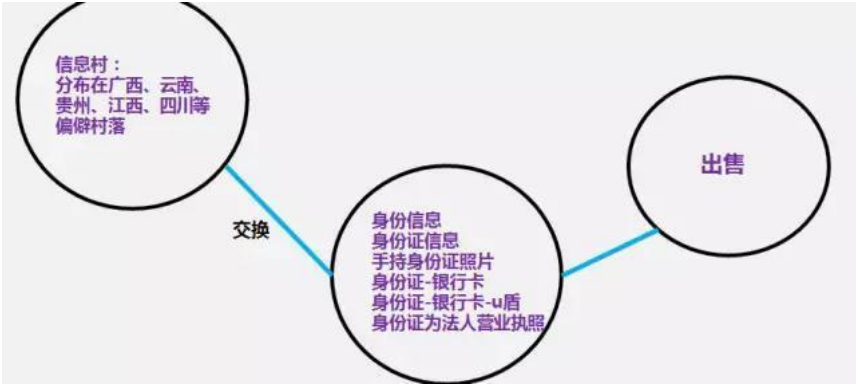 信息村：
分布在广西、云南、
贵州、江西、四川等
偏僻村落
交换
身份信息
身份证信息
手持身份证照片
身份证-银行卡
身份证-银行卡-u盾
身份证为法人营业执照
出售